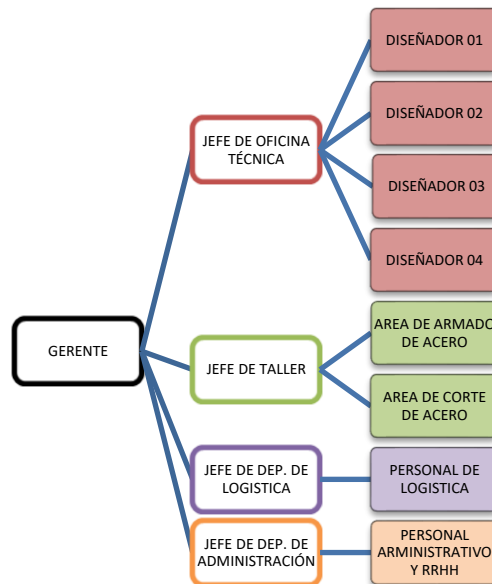 DISEÑADOR 01
DISEÑADOR 02
JEFE DE OFICINA
TÉCNICA
DISEÑADOR 03
DISEÑADOR 04
GERENTE
AREA DE ARMADO
DE ACERO
JEFE DE TALLER
AREA DE CORTE
DE ACERO
JEFE DE DEP. DE
LOGISTICA
PERSONAL DE
LOGISTICA
JEFE DE DEP. DE
ADMINISTRACIÓN
PERSONAL
ARMINISTRATIVO
Y RRHH